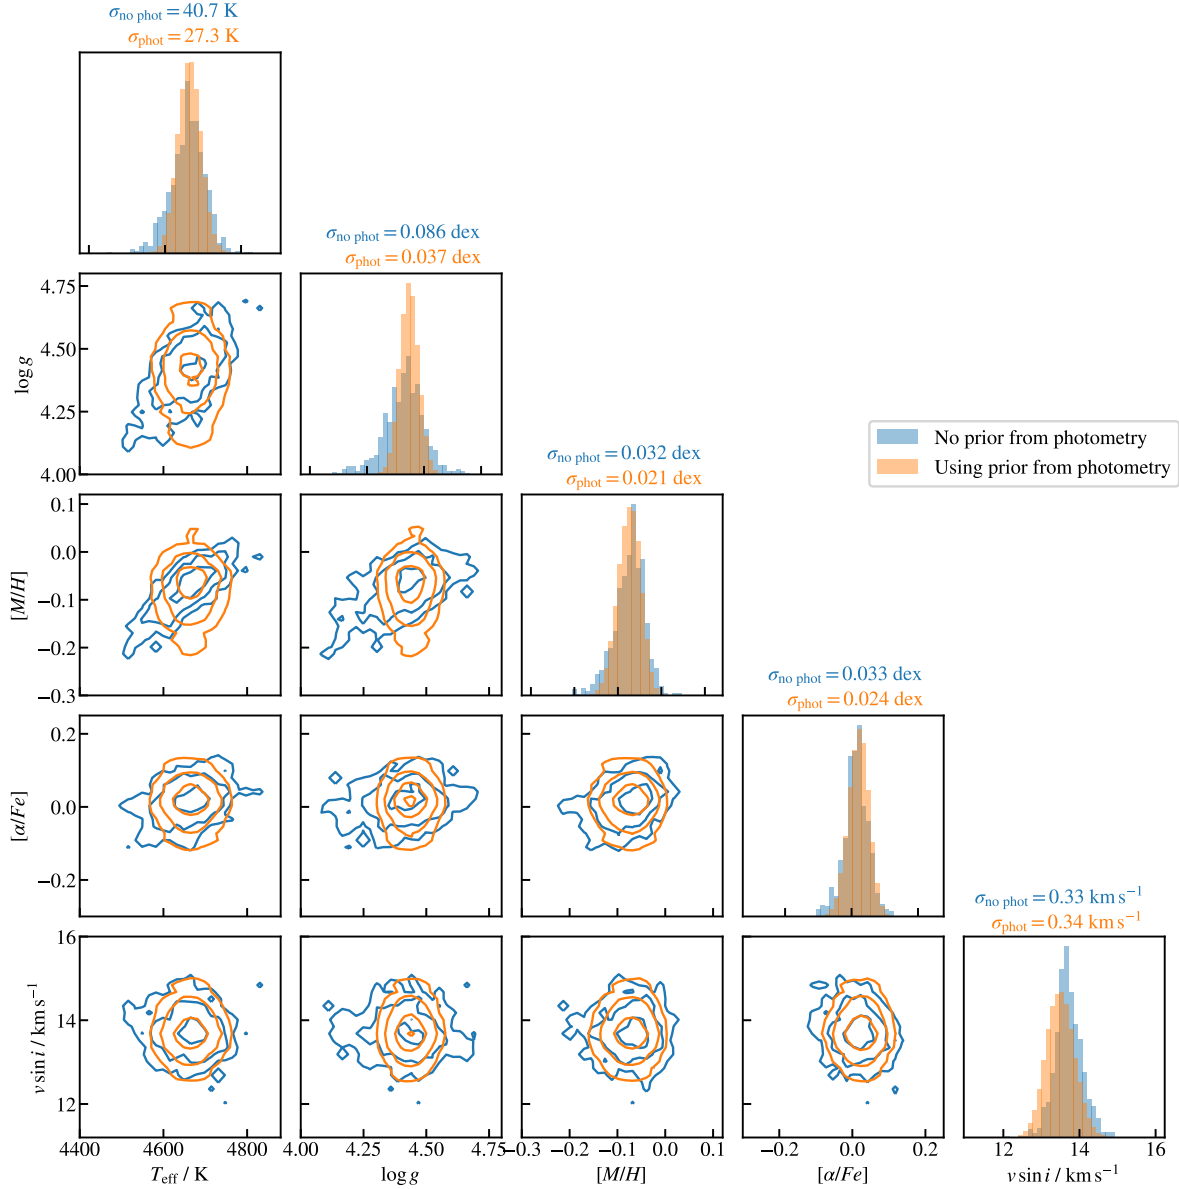 σno phot = 40.7 K
σphot = 27.3 K
σno phot = 0.086 dex
σphot = 0.037 dex
4.75
4.50
4.25
4.00
log g
No prior from photometry
Using prior from photometry
σno phot = 0.032 dex
σphot = 0.021 dex
0.1
0.0
−0.1
−0.2
−0.3
[M/H]
σno phot = 0.033 dex
σphot = 0.024 dex
0.2
0.0
−0.2
[α/Fe]
σno phot = 0.33 km s−1
σphot = 0.34 km s−1
16
14
12
v sin i / km s−1
4400 4600 4800 4.00 4.25 4.50 4.75 −0.3 −0.2 −0.1 0.0 0.1 −0.2 0.0 0.2 12 14 16
Teff / K log g [M/H] [α/Fe] v sin i / km s−1